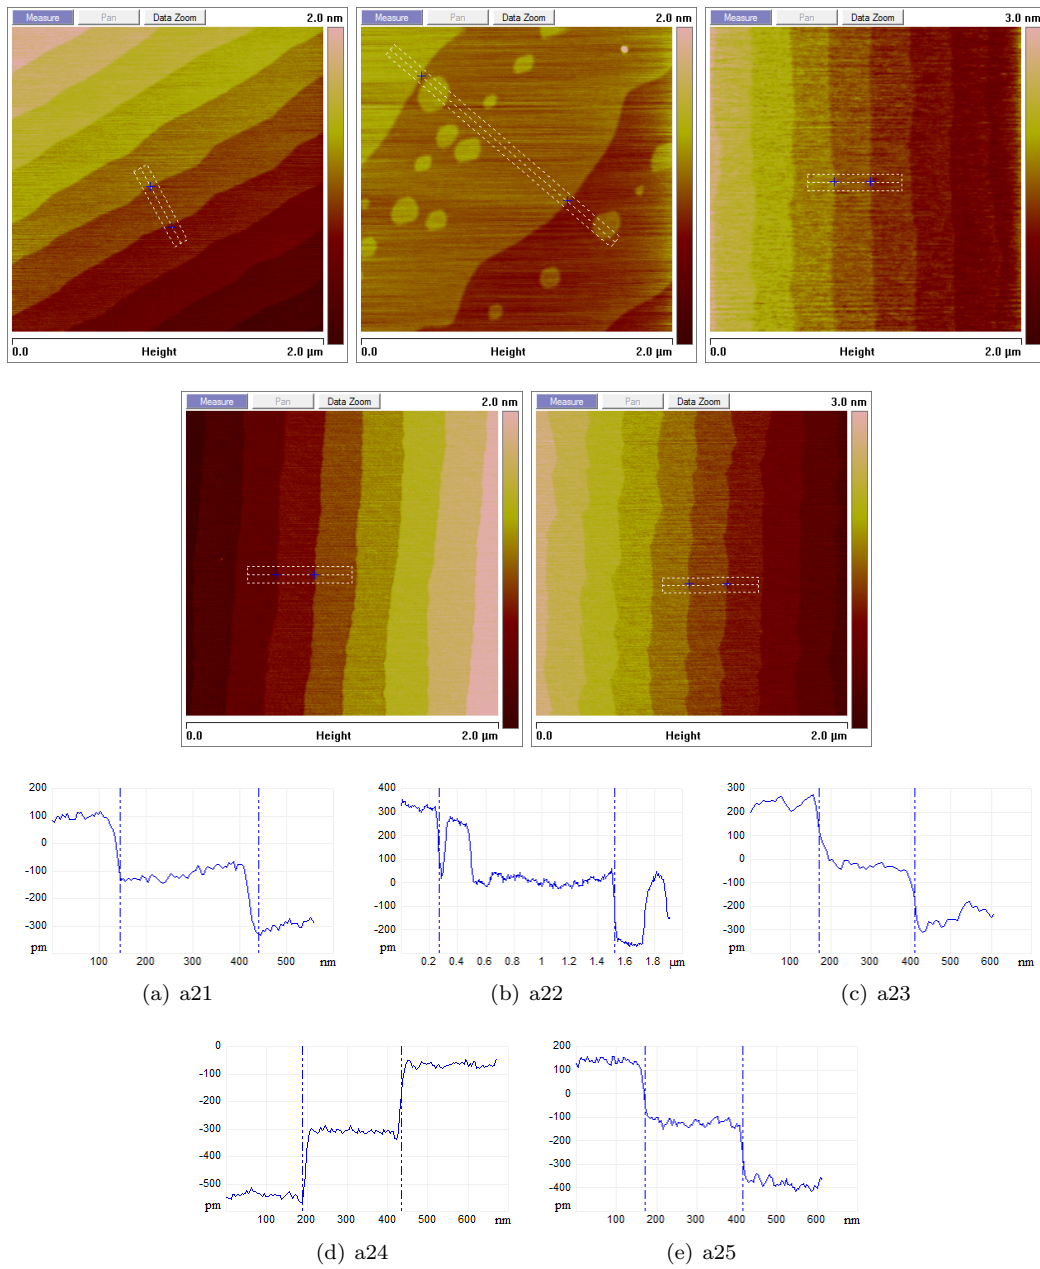 Measure Pan Data Zoom 2.0 nm
0.0 Height 2.0 µm
Measure Pan Data Zoom 2.0 nm
0.0 Height 2.0 µm
Measure Pan Data Zoom 3.0 nm
0.0 Height 2.0 µm
Measure Pan Data Zoom 2.0 nm
0.0 Height 2.0 µm
Measure Pan Data Zoom 3.0 nm
0.0 Height 2.0 µm
200
100
0
-100
-200
-300
pm
100 200 300 400 500 nm
(a) a21
400
300
200
100
0
-100
-200
pm
0.2 0.4 0.6 0.8 1 1.2 1.4 1.6 1.8 µm
(b) a22
300
200
100
0
-100
-200
-300
pm
100 200 300 400 500 600 nm
(c) a23
0
-100
-200
-300
-400
-500
pm
100 200 300 400 500 600 nm
(d) a24
200
100
0
-100
-200
-300
-400
pm
100 200 300 400 500 600 nm
(e) a25